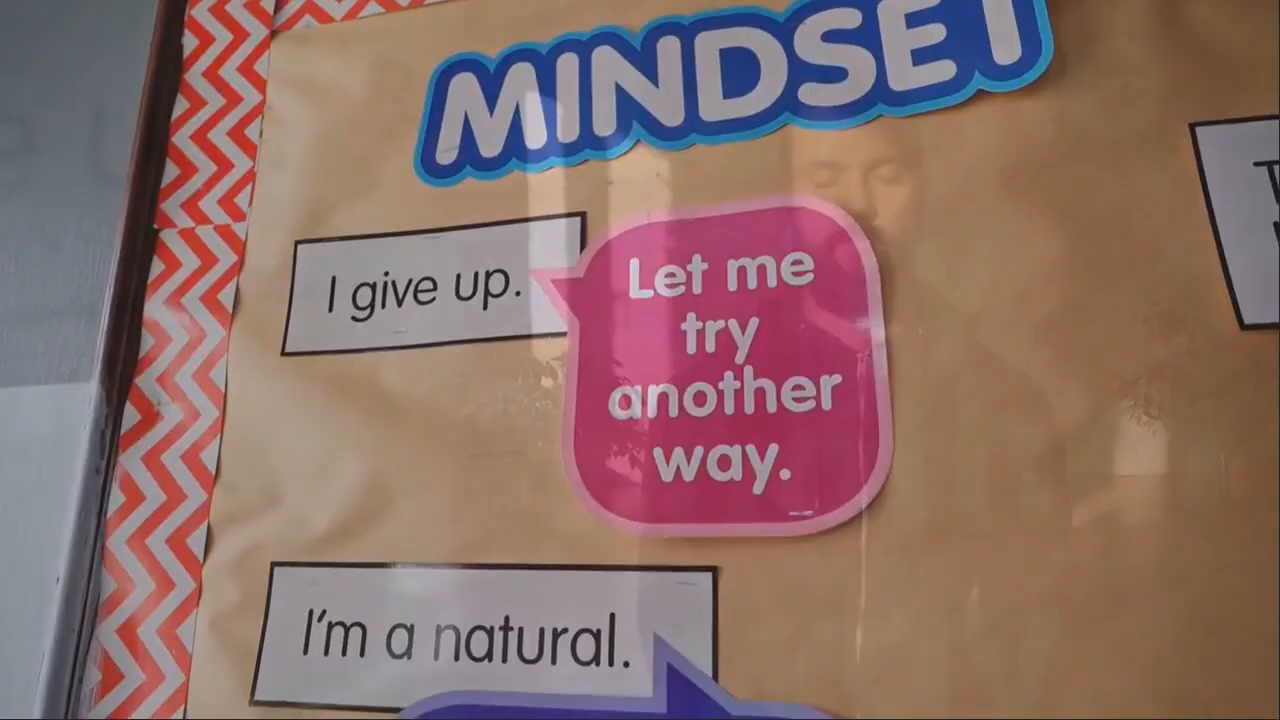 MINDSET
I give up.
Let me
try
another
way.
I'm a natural.